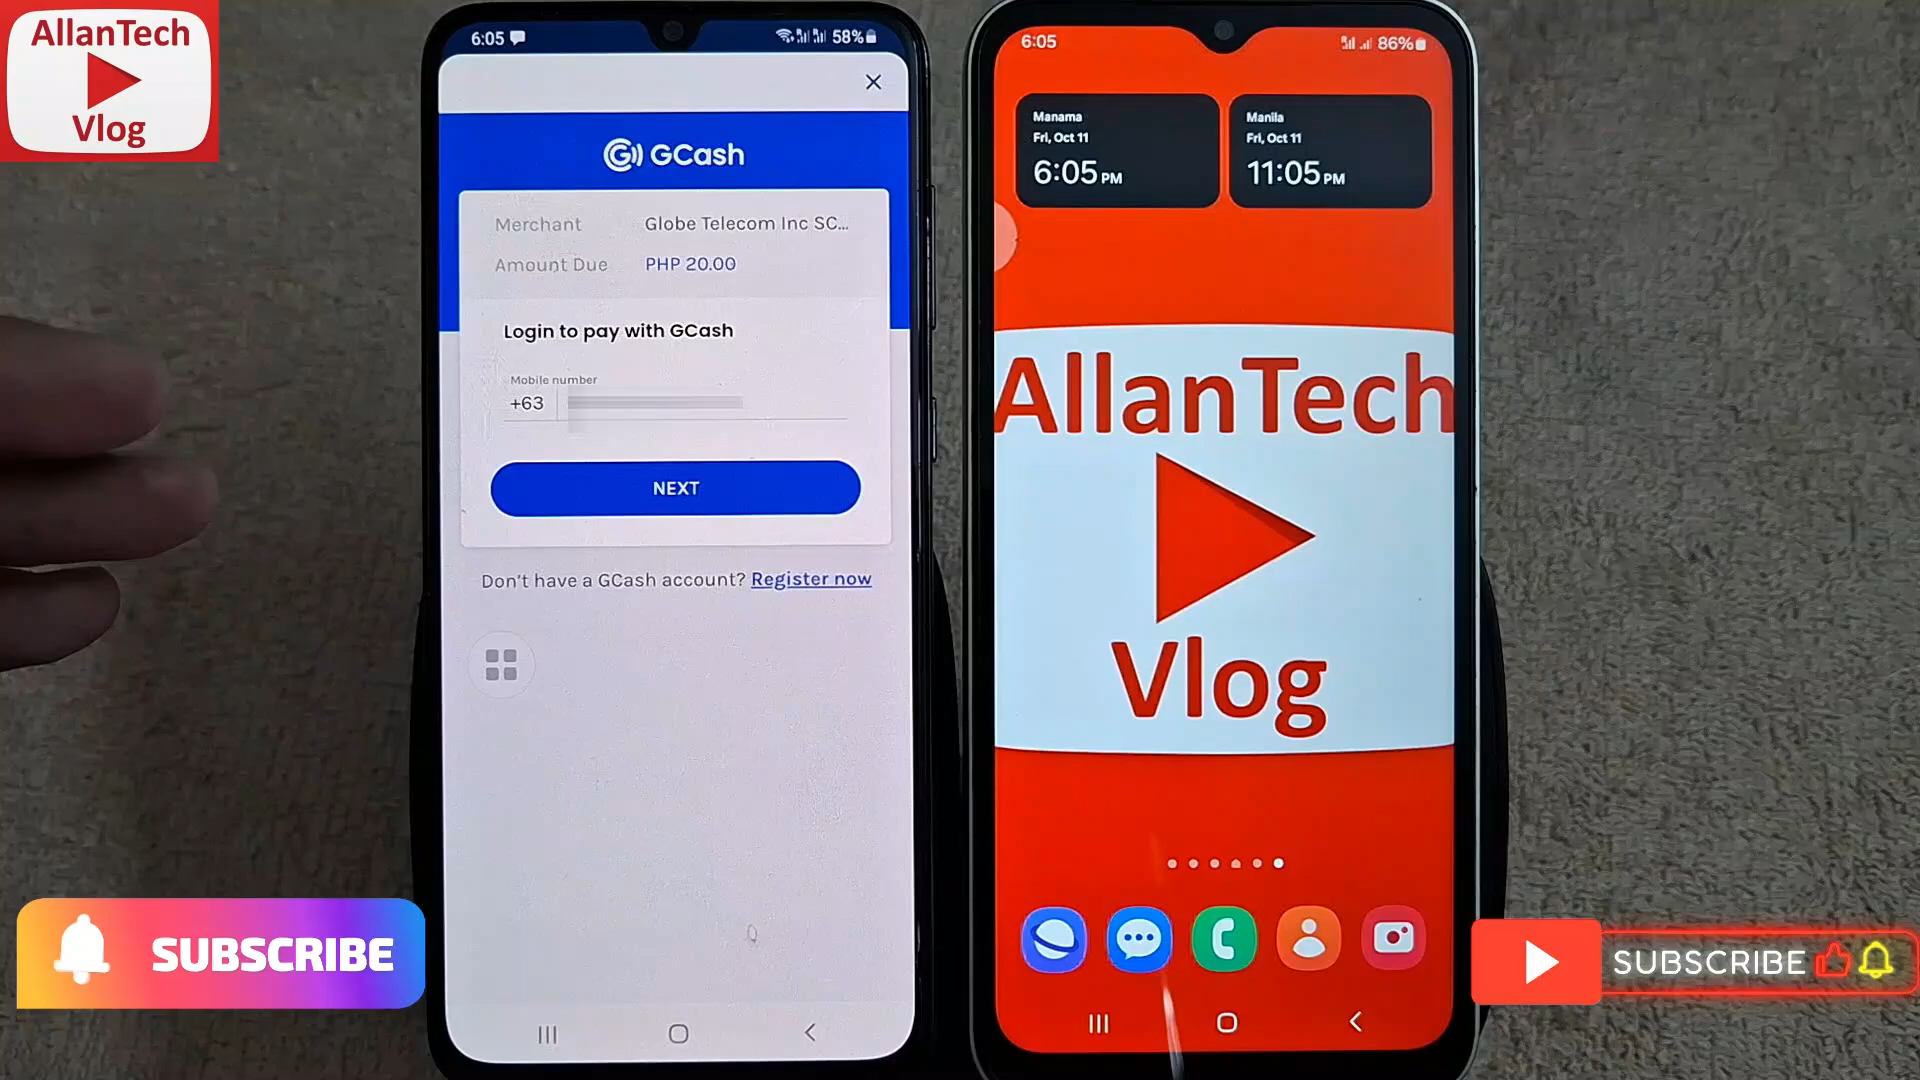 AllanTech
Vlog
6:05
58%
GCash
Merchant
Globe Telecom Inc SC...
Amount Due
PHP 20.00
Login to pay with GCash
Mobile number
+63
NEXT
Don't have a GCash account? Register now
6:05
86%
Manama
Fri, Oct 11
6:05 PM
Manila
Fri, Oct 11
11:05 PM
AllanTech
Vlog
SUBSCRIBE
SUBSCRIBE